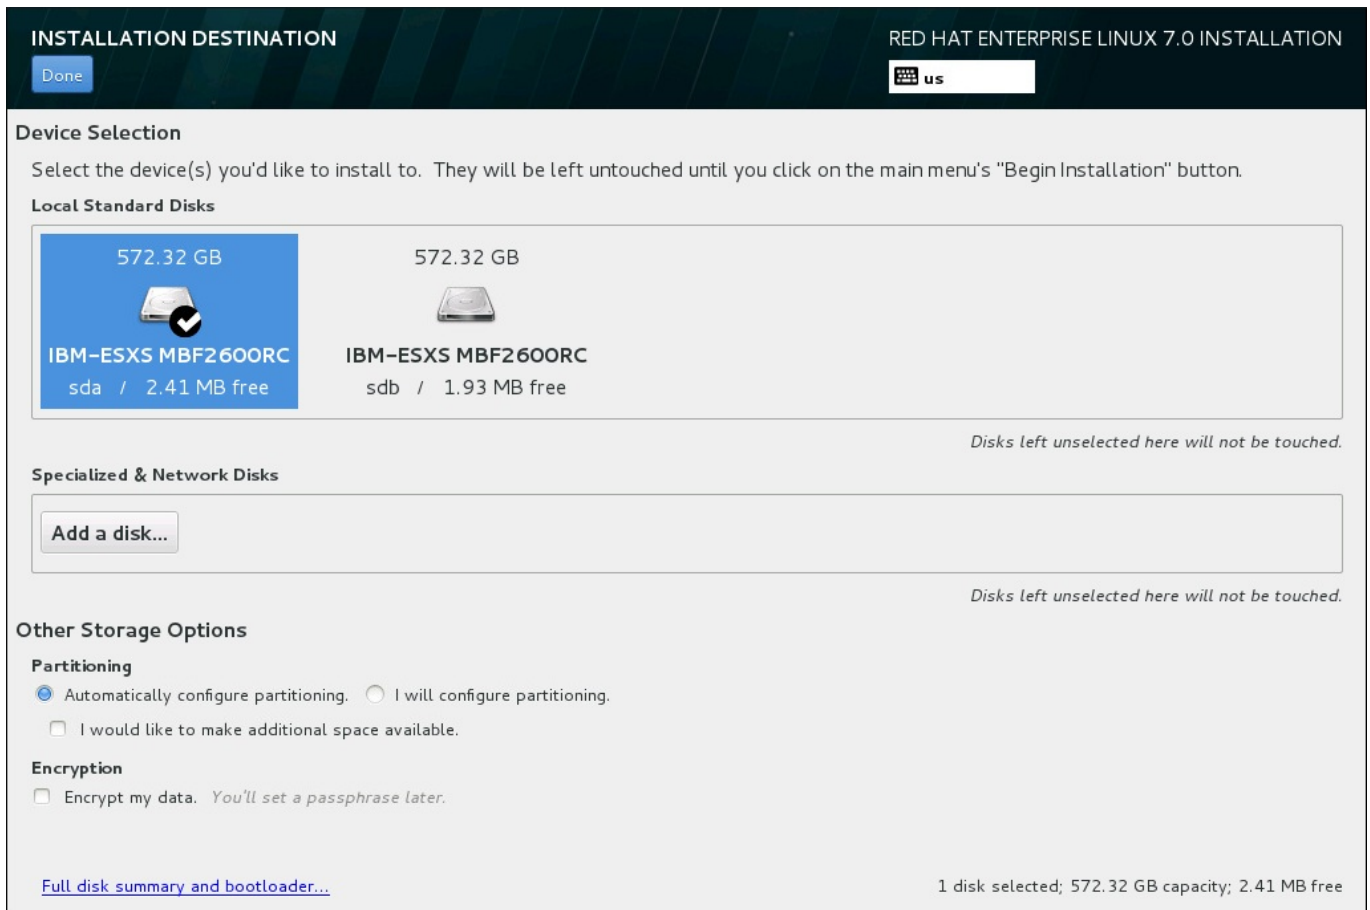 INSTALLATION DESTINATION
RED HAT ENTERPRISE LINUX 7.0 INSTALLATION
Done
us
Device Selection
Select the device(s) you'd like to install to. They will be left untouched until you click on the main menu's "Begin Installation" button.
Local Standard Disks
572.32 GB
IBM-ESXS MBF2600RC
sda / 2.41 MB free
572.32 GB
IBM-ESXS MBF2600RC
sdb / 1.93 MB free
Disks left unselected here will not be touched.
Specialized & Network Disks
Add a disk...
Disks left unselected here will not be touched.
Other Storage Options
Partitioning
Automatically configure partitioning. I will configure partitioning.
I would like to make additional space available.
Encryption
Encrypt my data. You'll set a passphrase later.
Full disk summary and bootloader...
1 disk selected; 572.32 GB capacity; 2.41 MB free